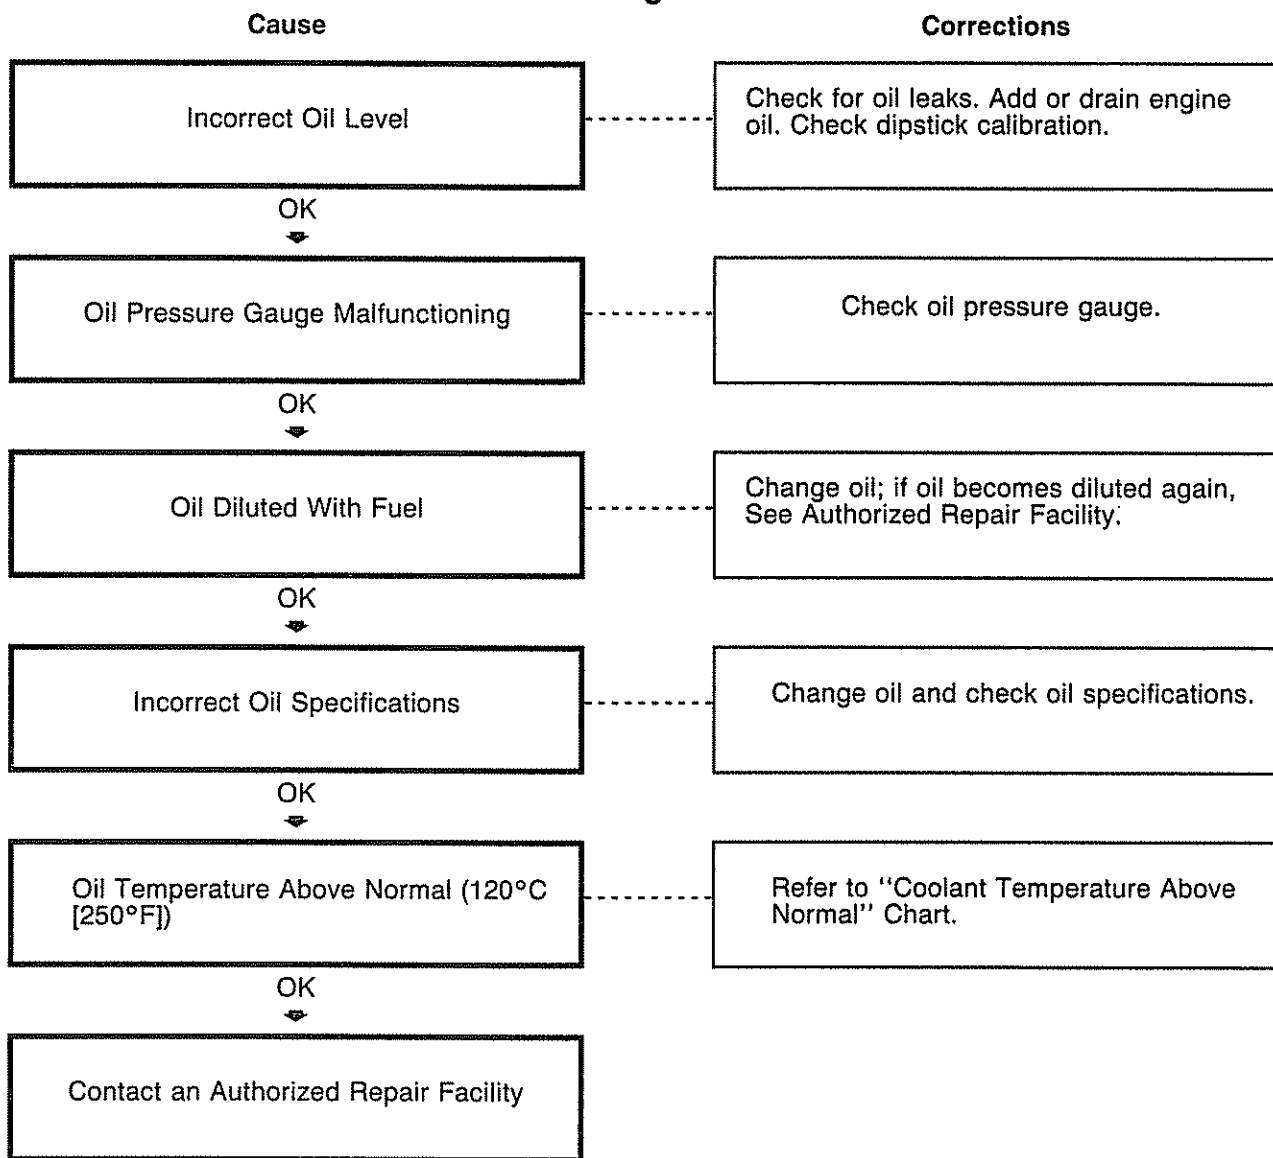 Cause
Corrections
Incorrect Oil Level
Check for oil leaks. Add or drain engine
oil. Check dipstick calibration.
OK
Oil Pressure Gauge Malfunctioning
Check oil pressure gauge.
OK
Oil Diluted With Fuel
Change oil; if oil becomes diluted again,
See Authorized Repair Facility.
OK
Incorrect Oil Specifications
Change oil and check oil specifications.
OK
Oil Temperature Above Normal (120°C
[250°F])
Refer to ''Coolant Temperature Above
Normal'' Chart.
OK
Contact an Authorized Repair Facility